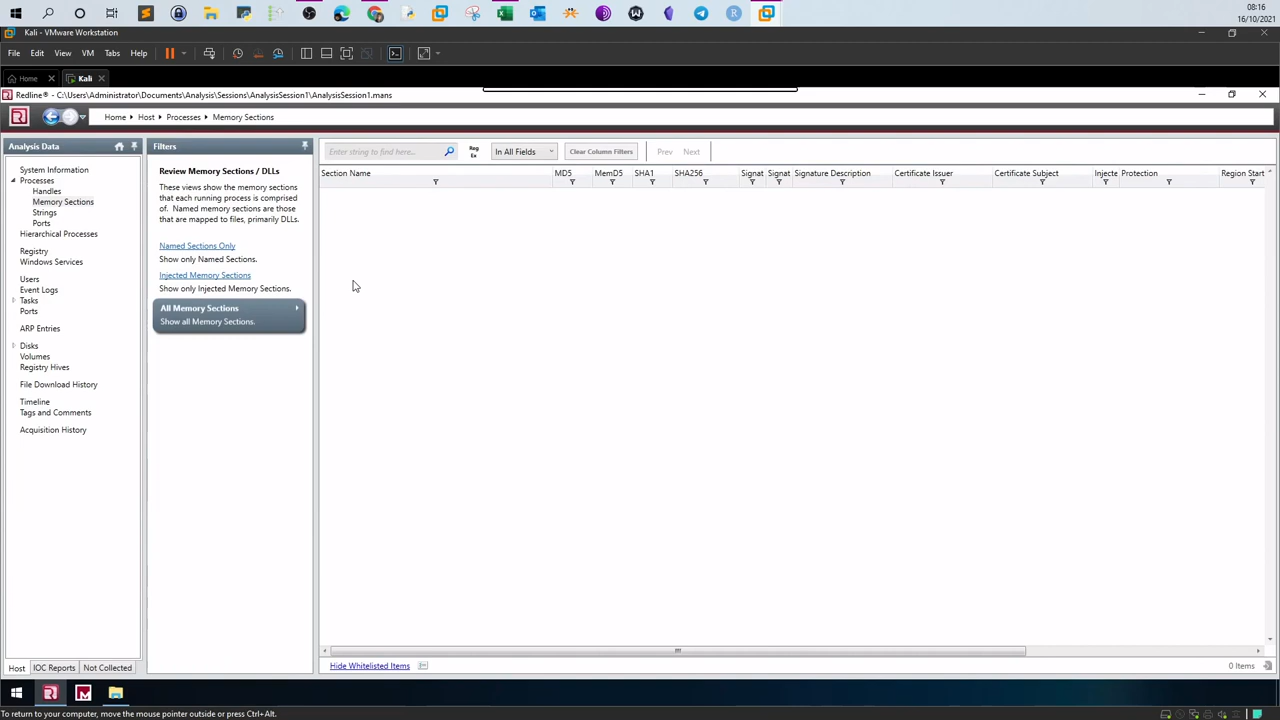 08:16
16/10/2021
Kali - VMware Workstation
File Edit View VM Tabs Help
Home Kali
Redline® - C:\Users\Administrator\Documents\Analysis\Sessions\AnalysisSession1\AnalysisSession1.mans
Home Host Processes Memory Sections
Analysis Data
System Information
Processes
Handles
Memory Sections
Strings
Ports
Hierarchical Processes
Registry
Windows Services
Users
Event Logs
Tasks
Ports
ARP Entries
Disks
Volumes
Registry Hives
File Download History
Timeline
Tags and Comments
Acquisition History
Host IOC Reports Not Collected
Filters
Review Memory Sections / DLLs
These views show the memory sections
that each running process is comprised
of. Named memory sections are those
that are mapped to files, primarily DLLs.
Named Sections Only
Show only Named Sections.
Injected Memory Sections
Show only Injected Memory Sections.
All Memory Sections
Show all Memory Sections.
Enter string to find here... Reg Ex In All Fields Clear Column Filters Prev Next
Section Name MD5 MemD5 SHA1 SHA256 Signat Signat Signature Description Certificate Issuer Certificate Subject Injecte Protection Region Start
Hide Whitelisted Items
0 Items
To return to your computer, move the mouse pointer outside or press Ctrl+Alt.